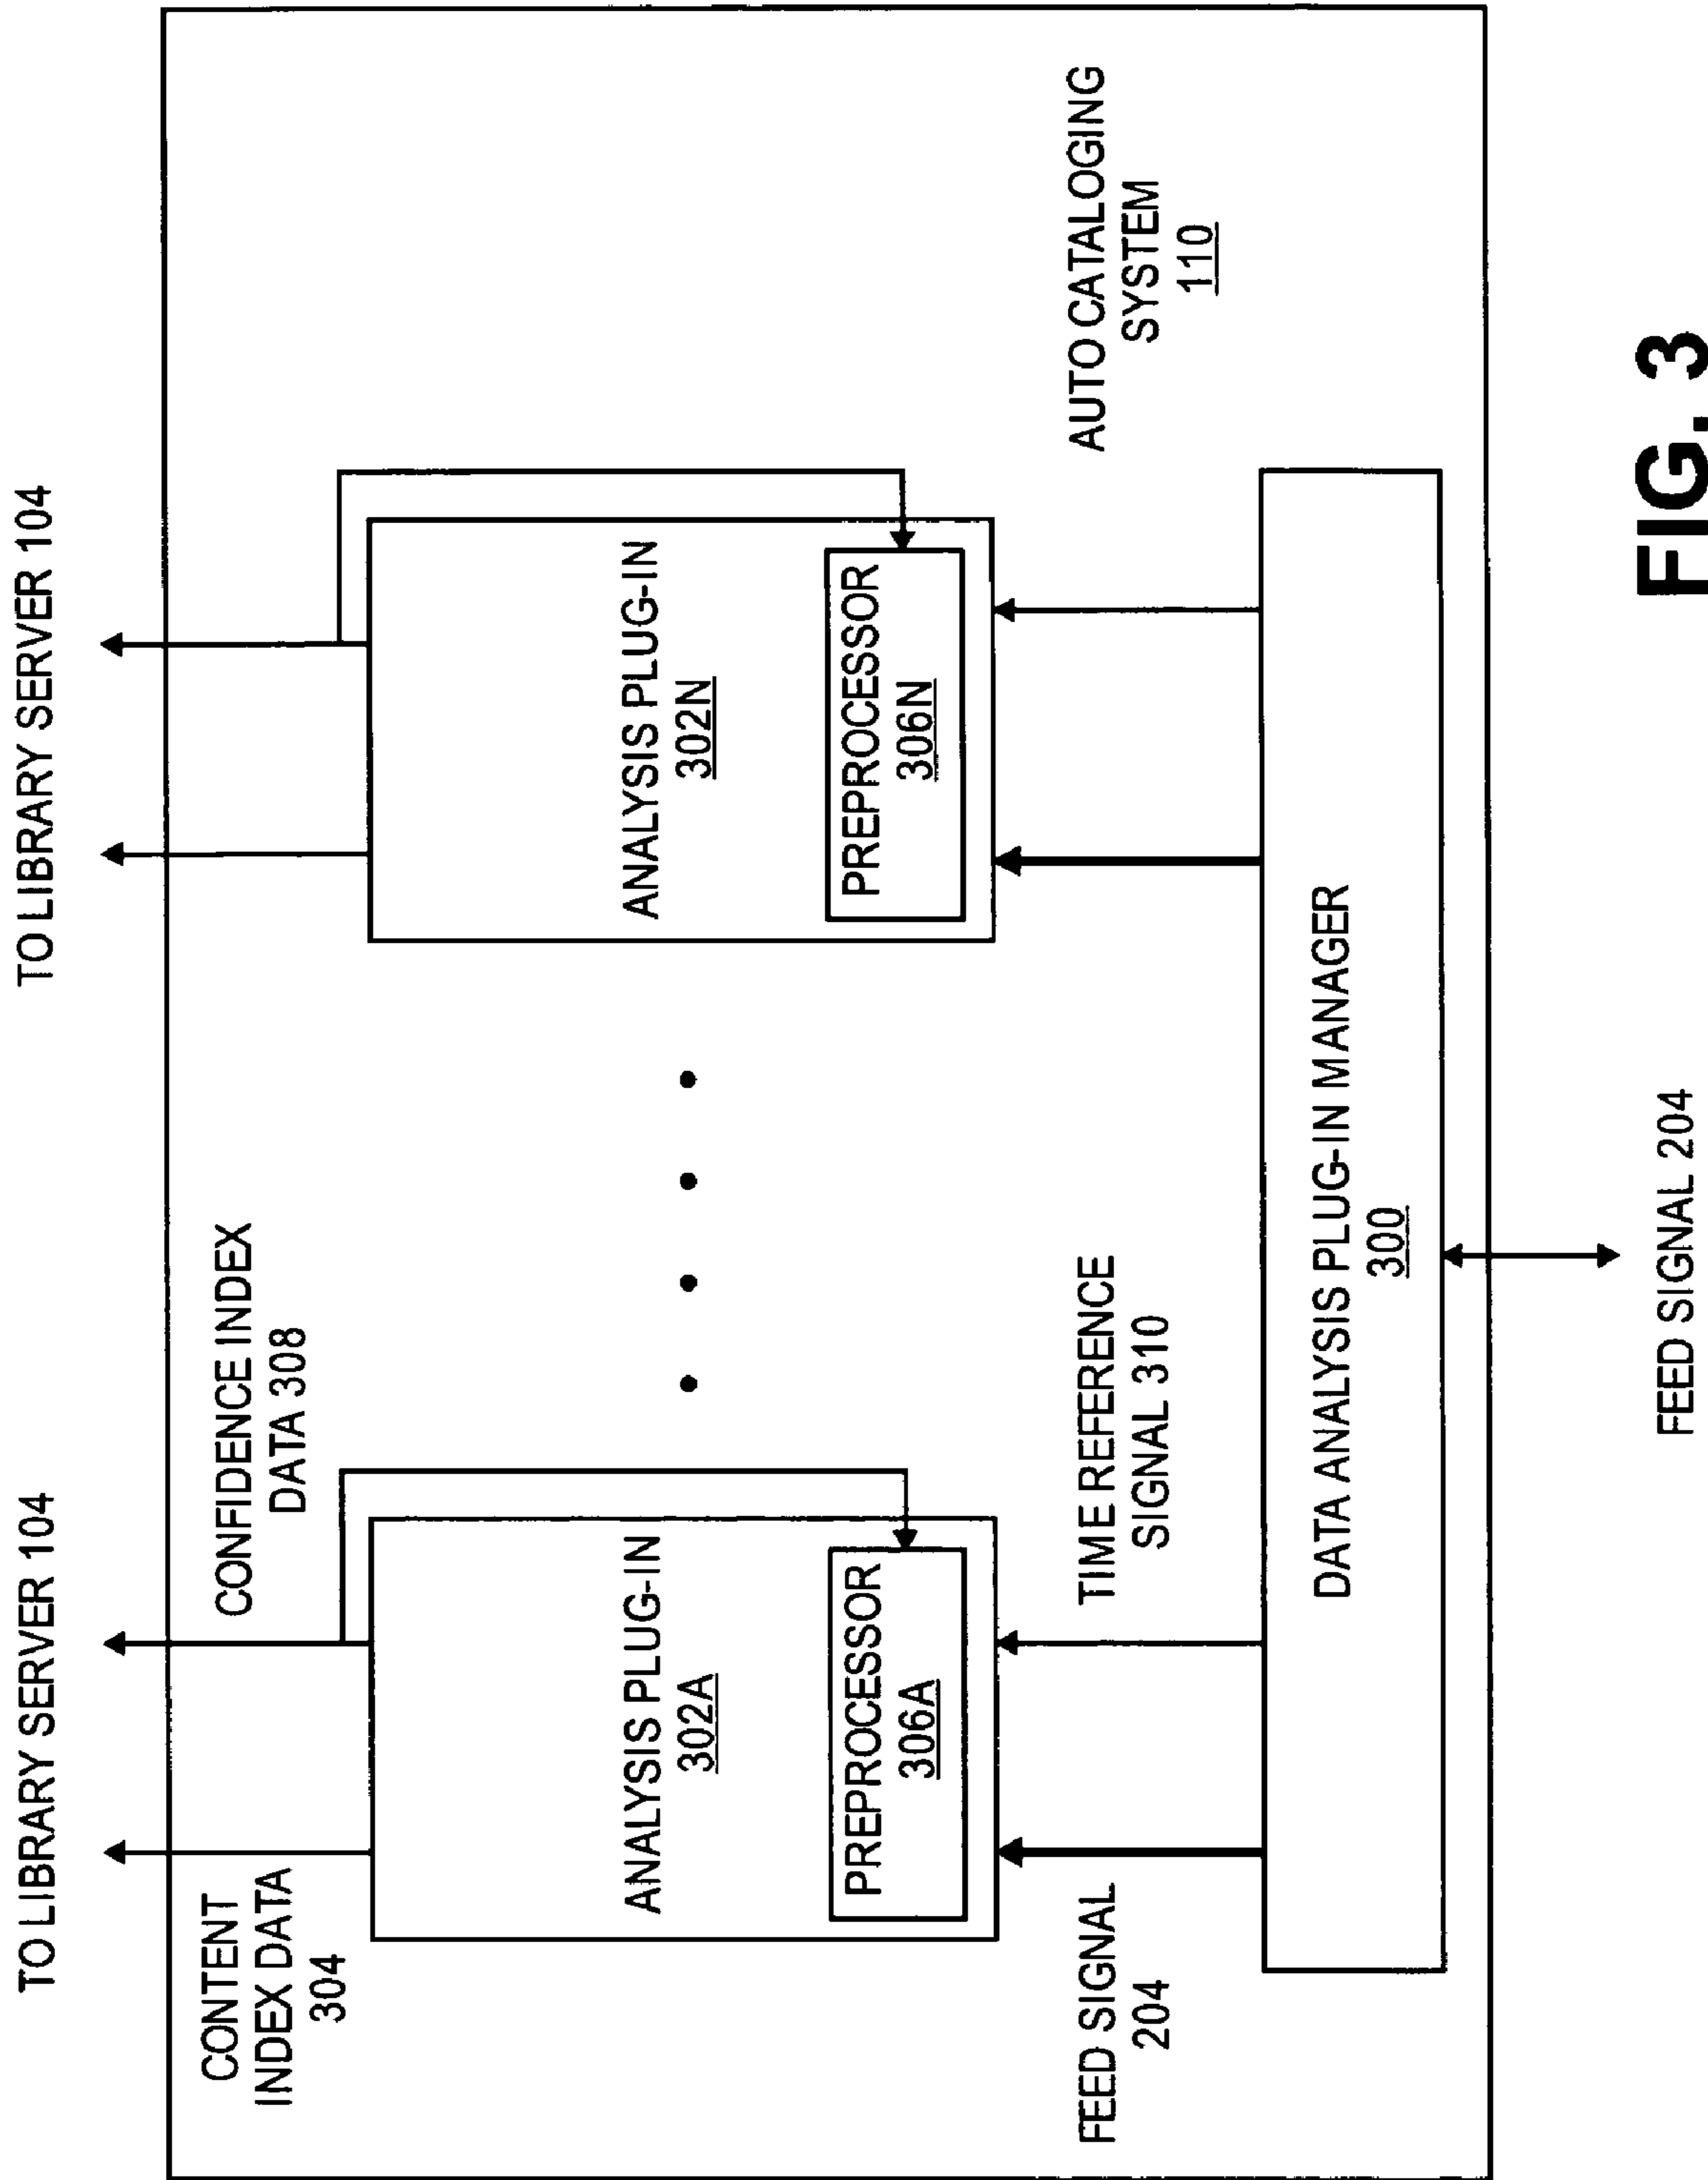 TO LIBRARY SERVER 104
TO LIBRARY SERVER 104
CONTENT
INDEX DATA
304
CONFIDENCE INDEX
DATA 308
ANALYSIS PLUG-IN
302A
PREPROCESSOR
306A
ANALYSIS PLUG-IN
302N
PREPROCESSOR
306N
FEED SIGNAL
204
TIME REFERENCE
SIGNAL 310
AUTO CATALOGING
SYSTEM
110
DATA ANALYSIS PLUG-IN MANAGER
300
FEED SIGNAL 204
FIG. 3